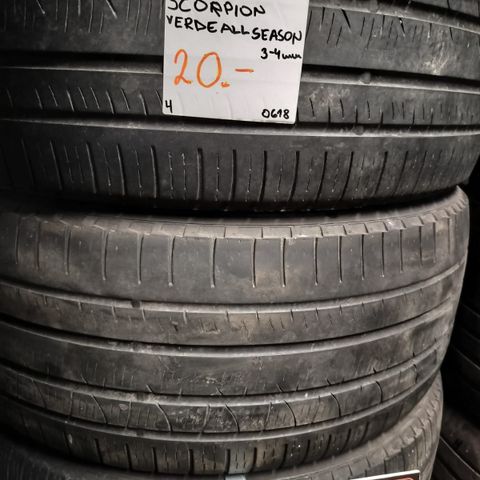 SCORPION
VERDE ALL SEASON
3-4mm
20.-
4 0618